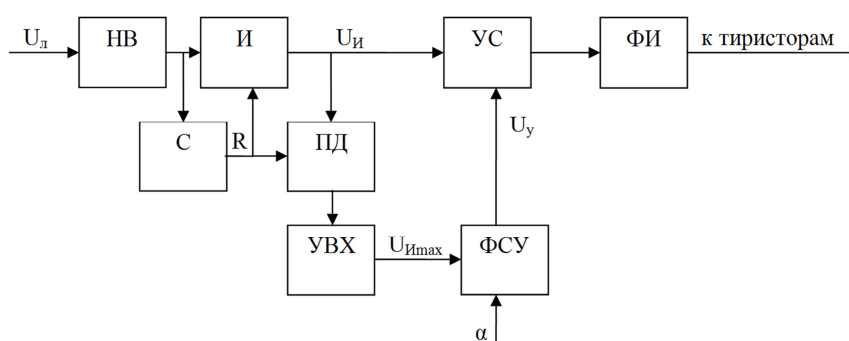 Uл
НВ
И
UИ
УС
ФИ
к тиристорам
С
R
ПД
Uу
УВХ
UИmax
ФСУ
α